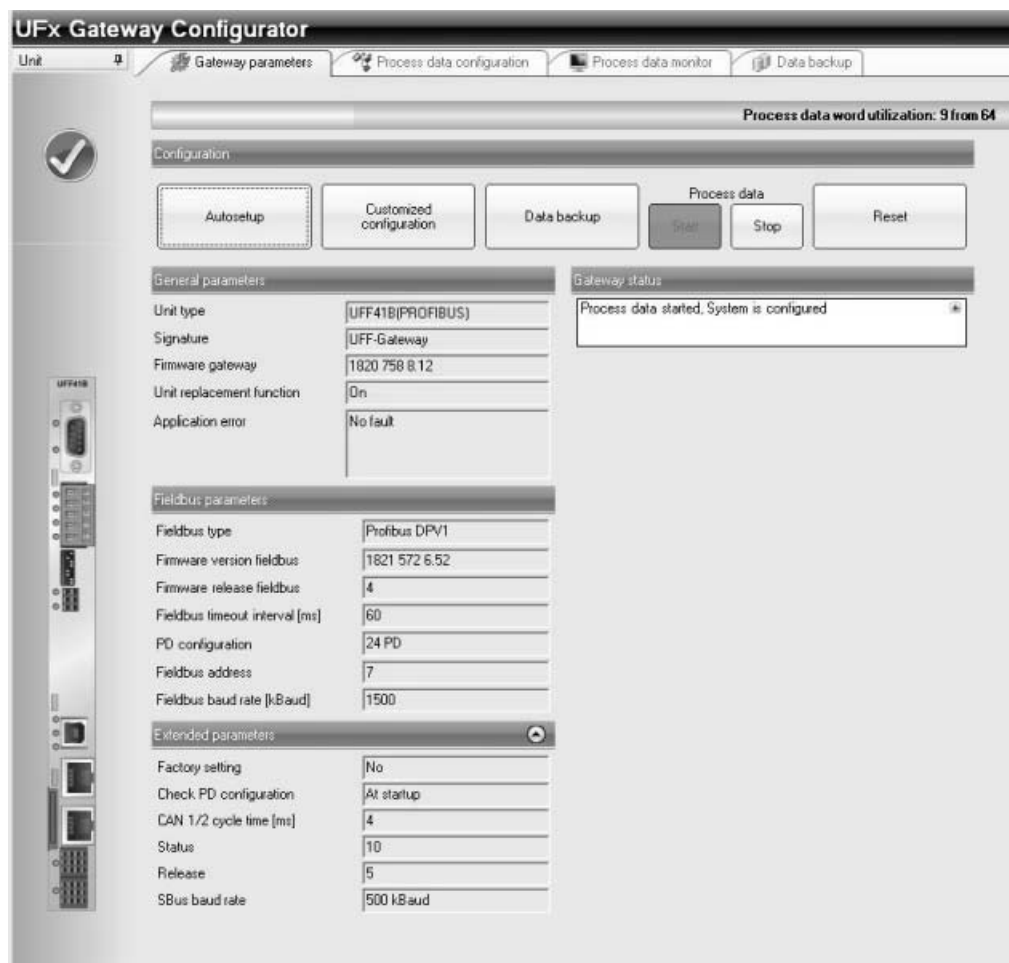 UFx Gateway Configurator
Unit
Gateway parameters
Process data configuration
Process data monitor
Data backup
Process data word utilization: 9 from 64
Configuration
Autosetup
Customized
configuration
Data backup
Process data
Start
Stop
Reset
General parameters
Gateway status
Unit type
UFF41B(PROFIBUS)
Process data started, System is configured
Signature
UFF-Gateway
Firmware gateway
1820 758 8.12
Unit replacement function
On
Application error
No fault
UFF41B
Fieldbus parameters
Fieldbus type
Profibus DPV1
Firmware version fieldbus
1821 572 6.52
Firmware release fieldbus
4
Fieldbus timeout interval [ms]
60
PD configuration
24 PD
Fieldbus address
7
Fieldbus baud rate [kBaud]
1500
Extended parameters
Factory setting
No
Check PD configuration
At startup
CAN 1/2 cycle time [ms]
4
Status
10
Release
5
SBus baud rate
500 kBaud